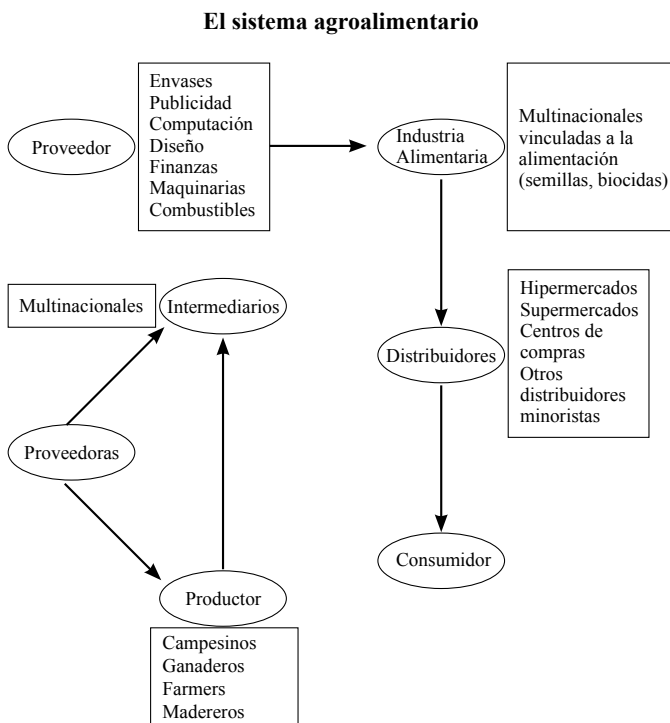 El sistema agroalimentario
Proveedor
Envases
Publicidad
Computación
Diseño
Finanzas
Maquinarias
Combustibles
Industria
Alimentaria
Multinacionales
vinculadas a la
alimentación
(semillas, biocidas)
Multinacionales
Intermediarios
Distribuidores
Hipermercados
Supermercados
Centros de
compras
Otros
distribuidores
minoristas
Proveedoras
Consumidor
Productor
Campesinos
Ganaderos
Farmers
Madereros